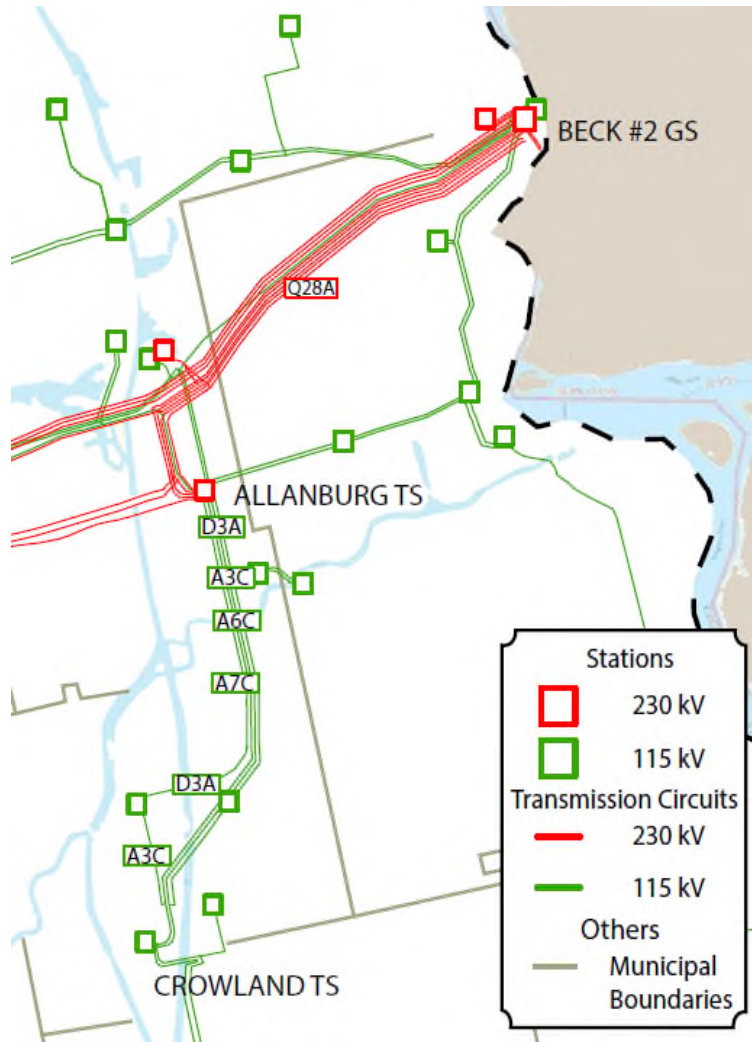 BECK #2 GS
Q28A
ALLANBURG TS
D3A
A3C
A6C
A7C
D3A
A3C
CROWLAND TS
Stations
230 kV
115 kV
Transmission Circuits
230 kV
115 kV
Others
Municipal
Boundaries